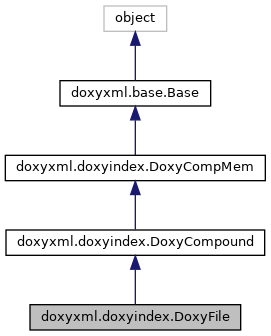 object
doxyxml.base.Base
doxyxml.doxyindex.DoxyCompMem
doxyxml.doxyindex.DoxyCompound
doxyxml.doxyindex.DoxyFile